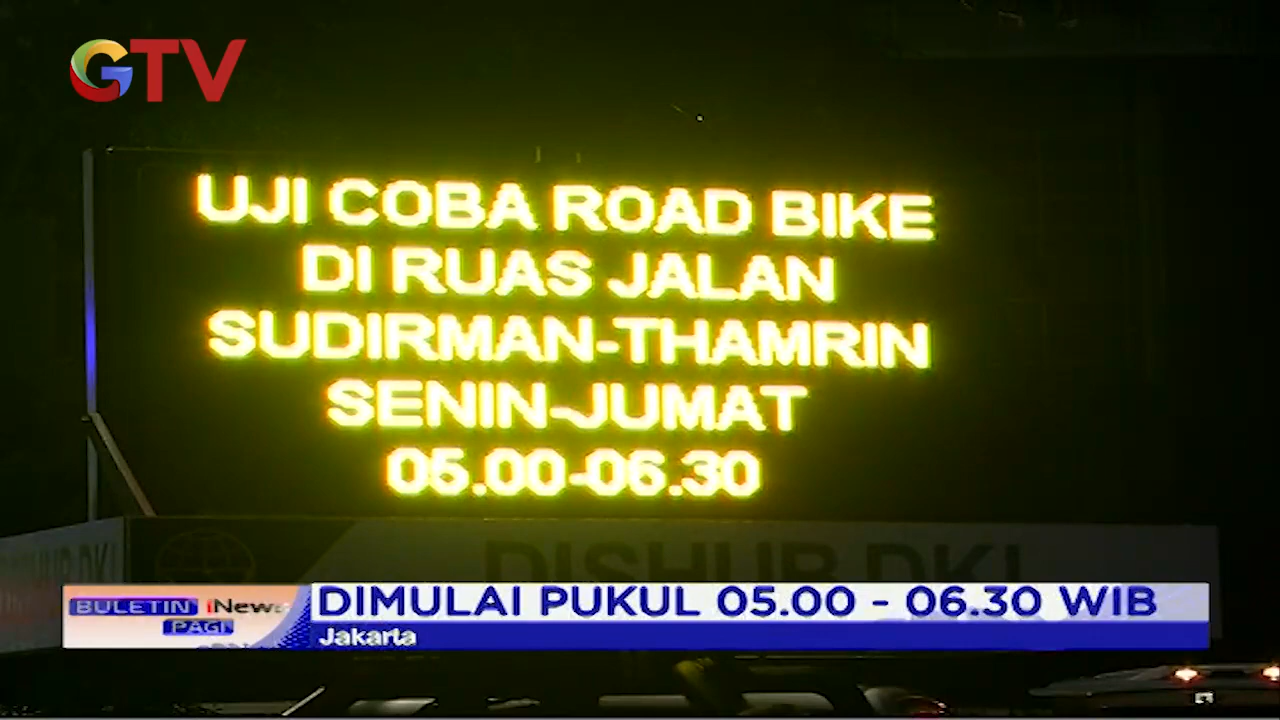 GTV
UJI COBA ROAD BIKE
DI RUAS JALAN
SUDIRMAN-THAMRIN
SENIN-JUMAT
05.00-06.30
DISHUB DKI
BULETIN iNews
PAGI
DIMULAI PUKUL 05.00 - 06.30 WIB
Jakarta